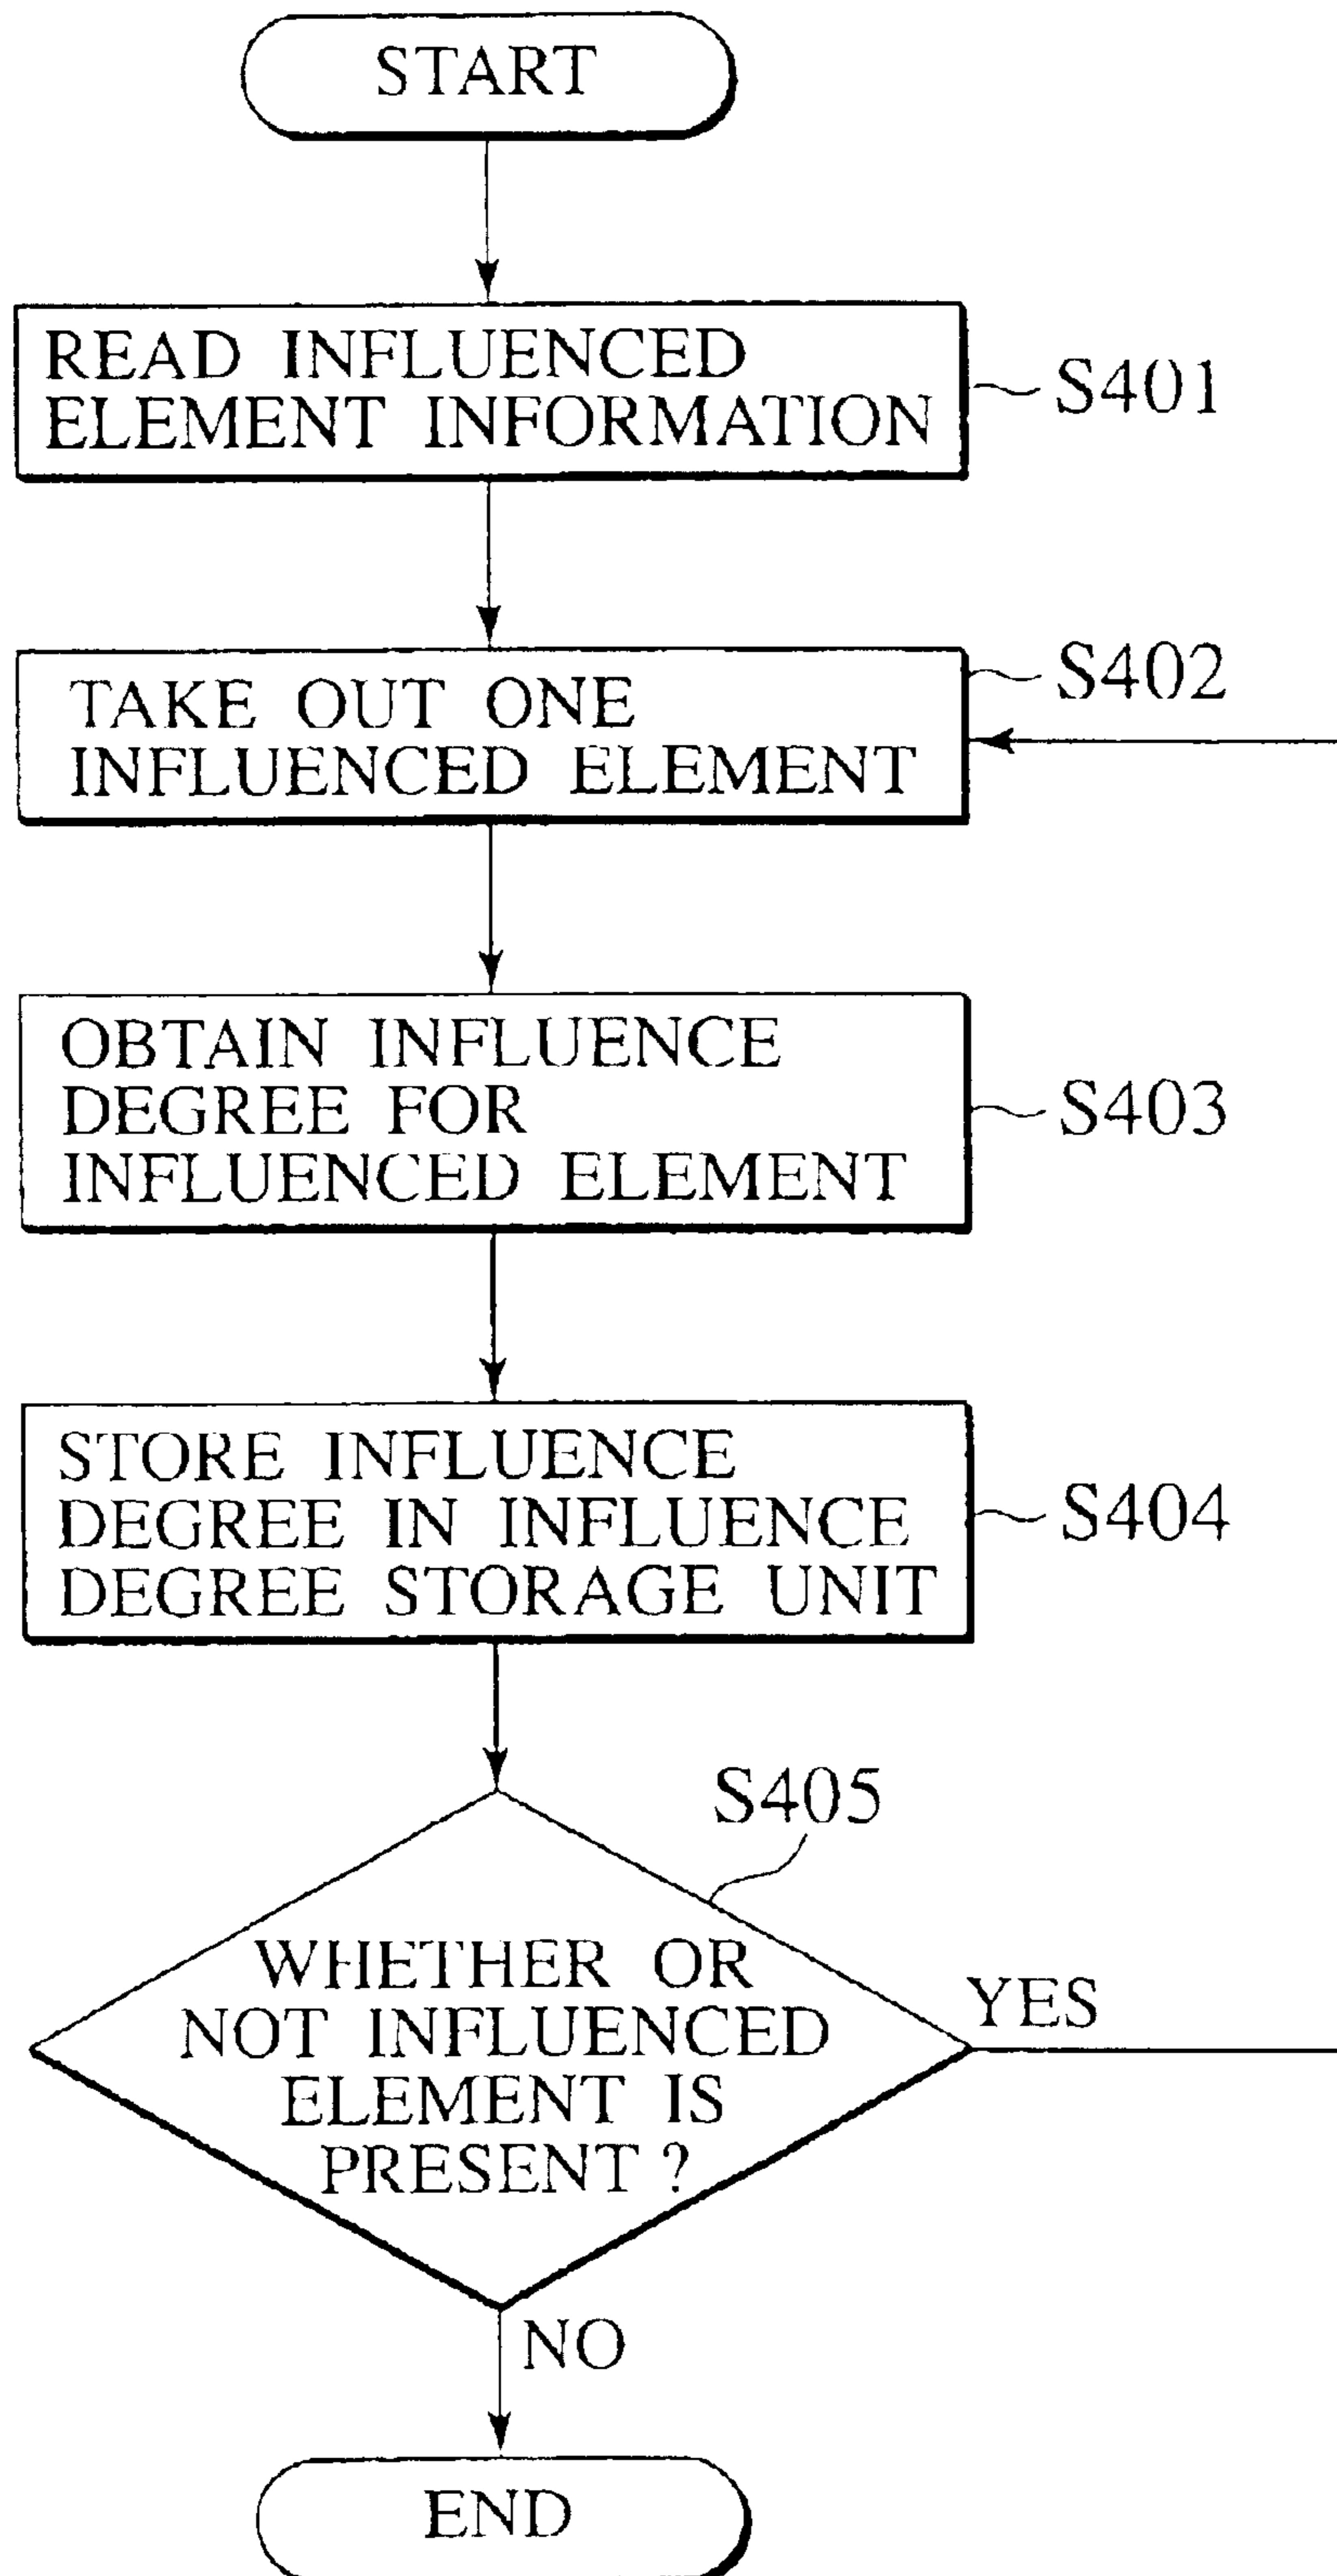 START
READ INFLUENCED
ELEMENT INFORMATION
S401
TAKE OUT ONE
INFLUENCED ELEMENT
S402
OBTAIN INFLUENCE
DEGREE FOR
INFLUENCED ELEMENT
S403
STORE INFLUENCE
DEGREE IN INFLUENCE
DEGREE STORAGE UNIT
S404
S405
WHETHER OR
NOT INFLUENCED
ELEMENT IS
PRESENT ?
YES
NO
END